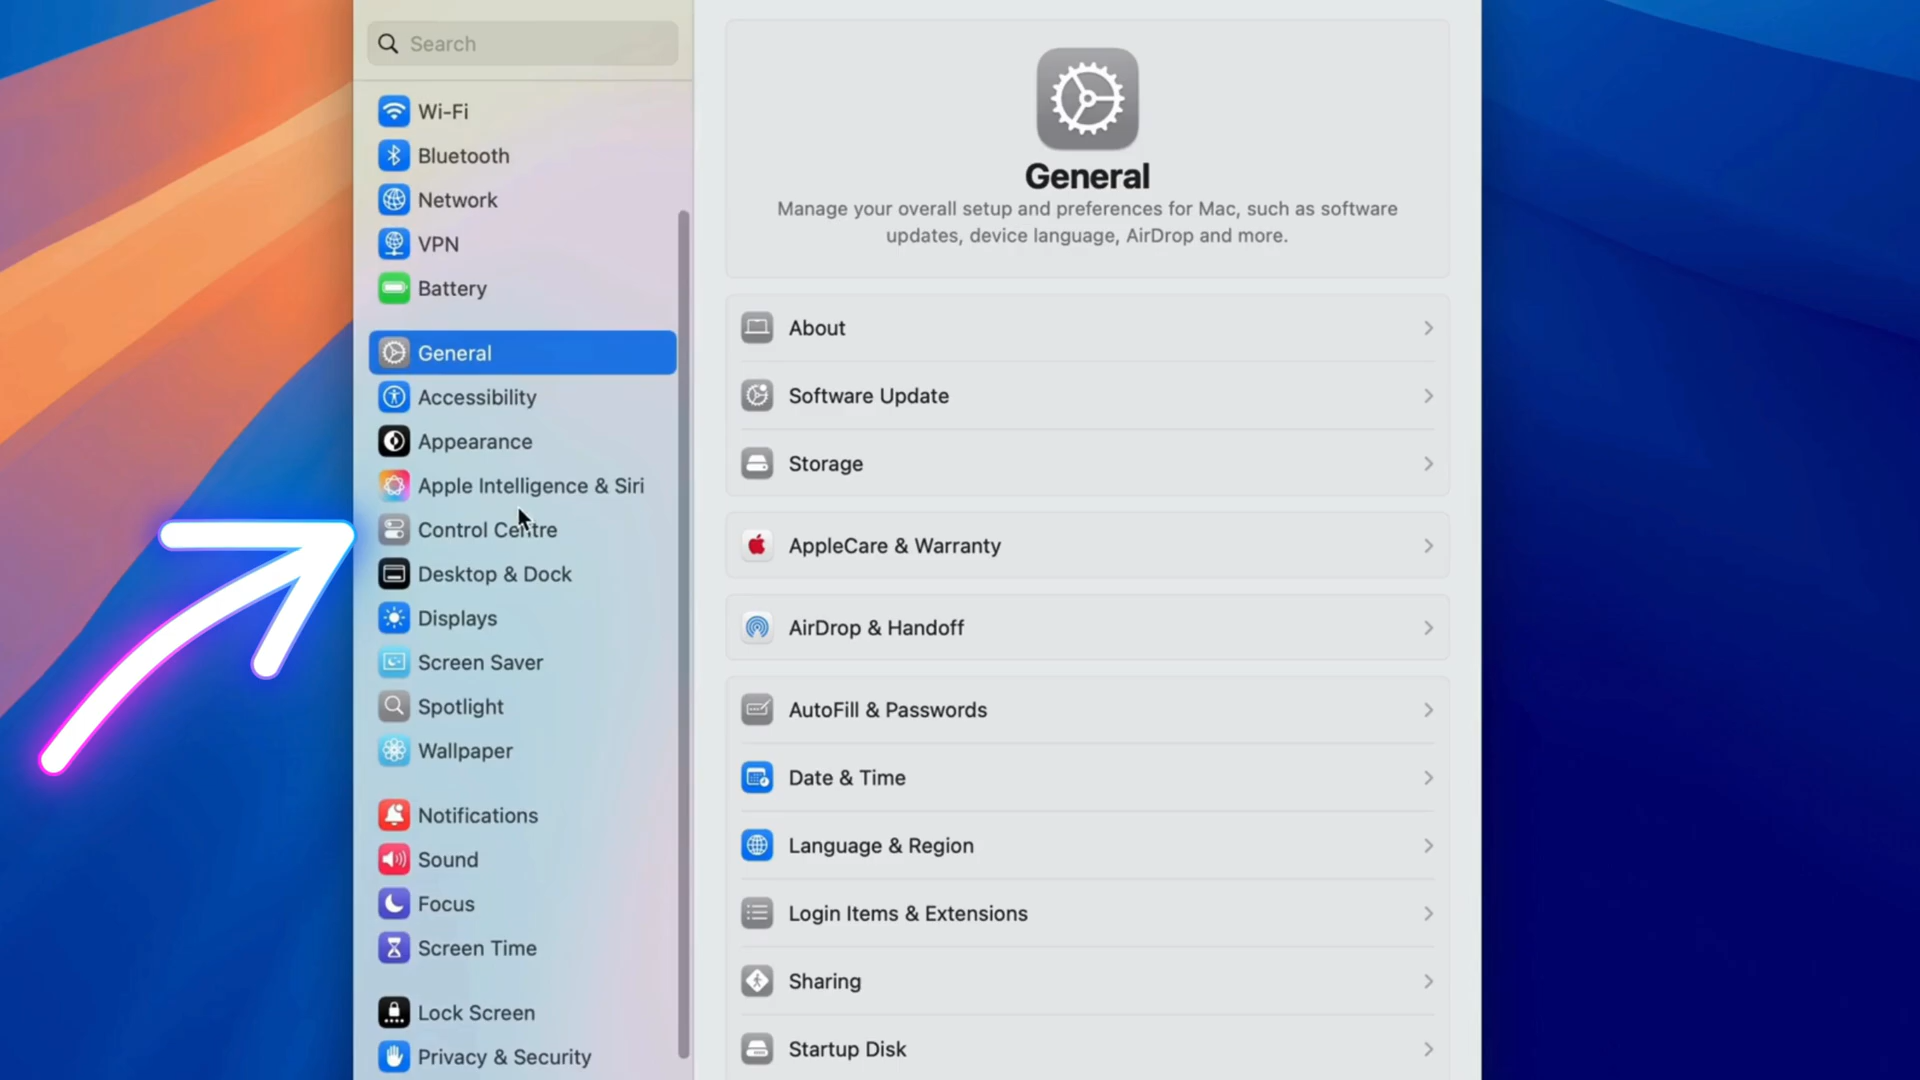 Search
Wi-Fi
Bluetooth
Network
VPN
Battery
General
Accessibility
Appearance
Apple Intelligence & Siri
Control Centre
Desktop & Dock
Displays
Screen Saver
Spotlight
Wallpaper
Notifications
Sound
Focus
Screen Time
Lock Screen
Privacy & Security
General
Manage your overall setup and preferences for Mac, such as software
updates, device language, AirDrop and more.
About
Software Update
Storage
AppleCare & Warranty
AirDrop & Handoff
AutoFill & Passwords
Date & Time
Language & Region
Login Items & Extensions
Sharing
Startup Disk